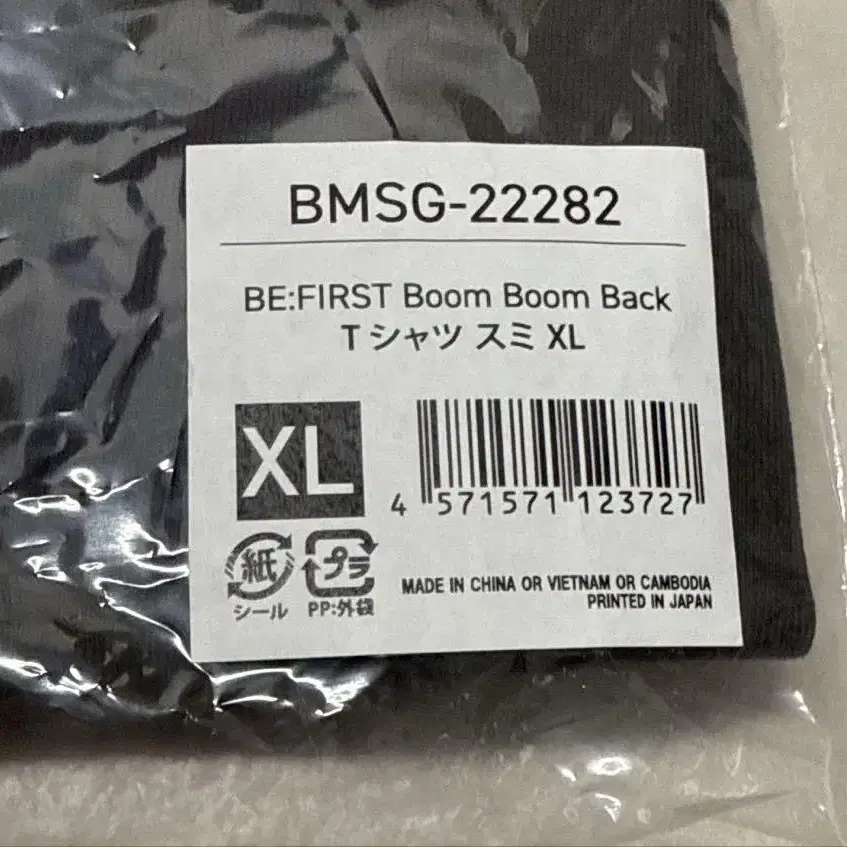 BMSG-22282
BE:FIRST Boom Boom Back
T シャツ スミ XL
XL
4 571571 123727
紙 プラ
シール PP:外袋
MADE IN CHINA OR VIETNAM OR CAMBODIA
PRINTED IN JAPAN